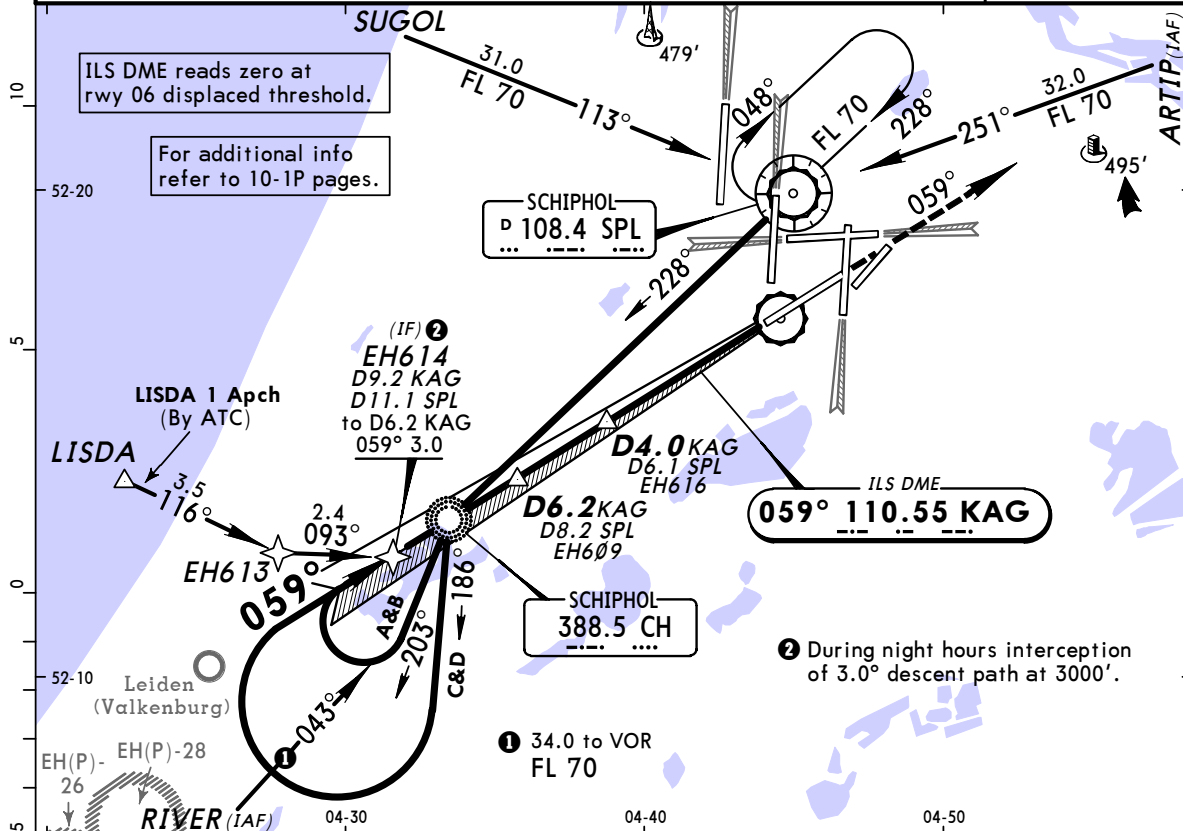 SUGOL
31.0
FL 70
113°
479'
ILS DME reads zero at
rwy 06 displaced threshold.
For additional info
refer to 10-1P pages.
10
52-20
048°
FL 70
228°
32.0
FL 70
251°
ARTIP (IAF)
495'
059°
SCHIPHOL
D 108.4 SPL
... -.-. .-..
228°
5
(IF) ❷
EH614
D9.2 KAG
D11.1 SPL
to D6.2 KAG
059° 3.0
LISDA 1 Apch
(By ATC)
LISDA
3.5
116°
2.4
093°
EH613
D4.0 KAG
D6.1 SPL
EH616
D6.2 KAG
D8.2 SPL
EH6Ø9
ILS DME
059° 110.55 KAG
-.- .- --.
0
059°
A&B
203°
186°
C&D
SCHIPHOL
388.5 CH
-.-. ....
❷ During night hours interception
of 3.0° descent path at 3000'.
52-10
Leiden
(Valkenburg)
043°
❶
❶ 34.0 to VOR
FL 70
EH(P)-
26
EH(P)-28
RIVER (IAF)
5
04-30
04-40
04-50